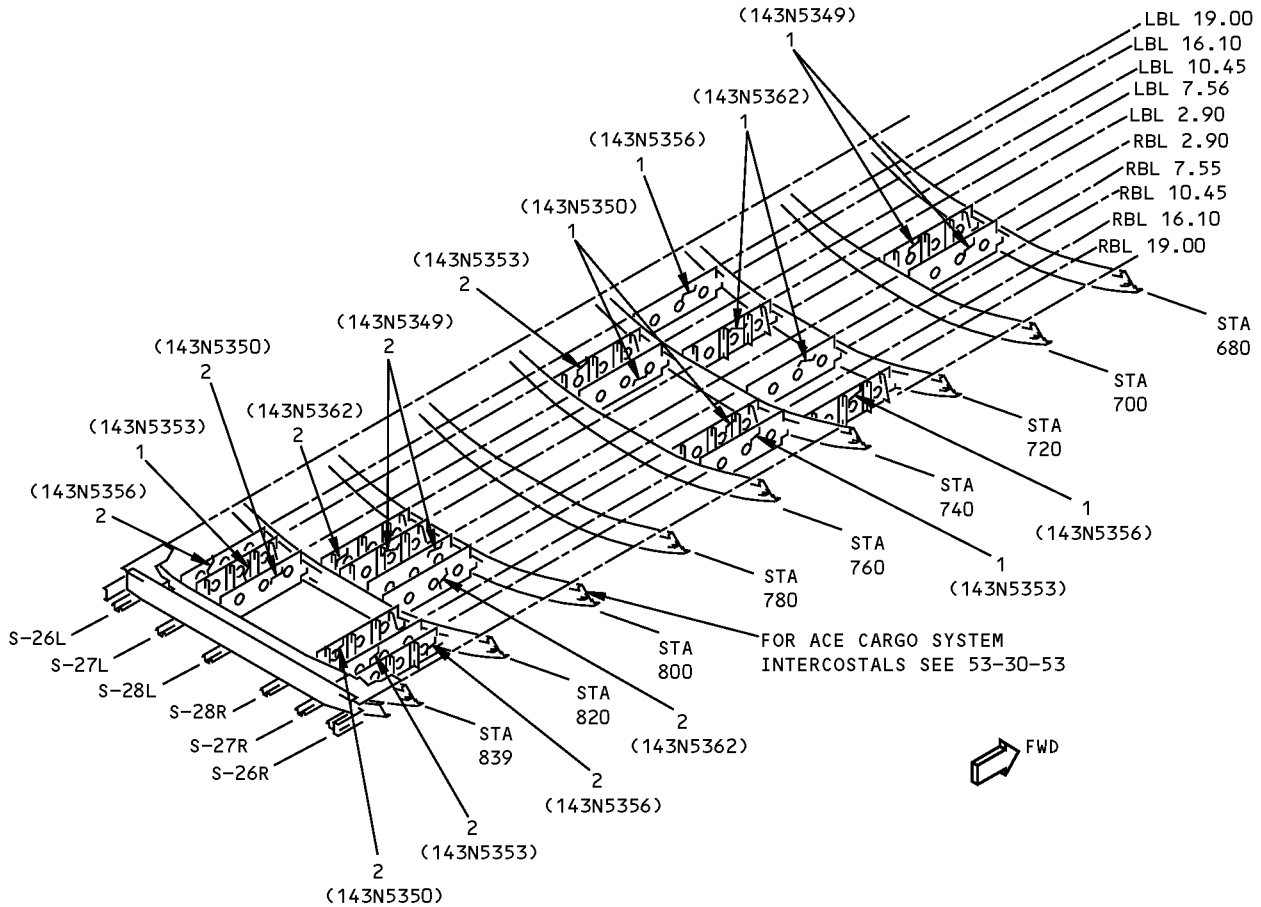 (143N5349)
1
LBL 19.00
LBL 16.10
LBL 10.45
LBL 7.56
LBL 2.90
RBL 2.90
RBL 7.55
RBL 10.45
RBL 16.10
RBL 19.00
(143N5362)
1
(143N5356)
1
(143N5350)
1
(143N5353)
2
(143N5349)
2
(143N5350)
2
(143N5362)
2
(143N5353)
1
(143N5356)
2
STA
680
STA
700
STA
720
STA
740
STA
760
STA
780
STA
800
STA
820
STA
839
1
(143N5356)
1
(143N5353)
FOR ACE CARGO SYSTEM
INTERCOSTALS SEE 53-30-53
S-26L
S-27L
S-28L
S-28R
S-27R
S-26R
2
(143N5362)
2
(143N5356)
2
(143N5353)
2
(143N5350)
FWD